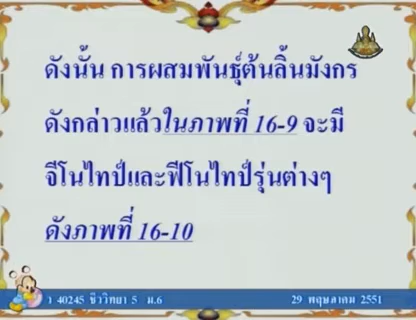 ดังนั้น การผสมพันธุ์ต้นลิ้นมังกร
ดังกล่าวแล้วในภาพที่ 16-9 จะมี
จีโนไทป์และฟีโนไทป์รุ่นต่างๆ
ดังภาพที่ 16-10
ว 40245 ชีววิทยา 5 ม.6
29 พฤษภาคม 2551